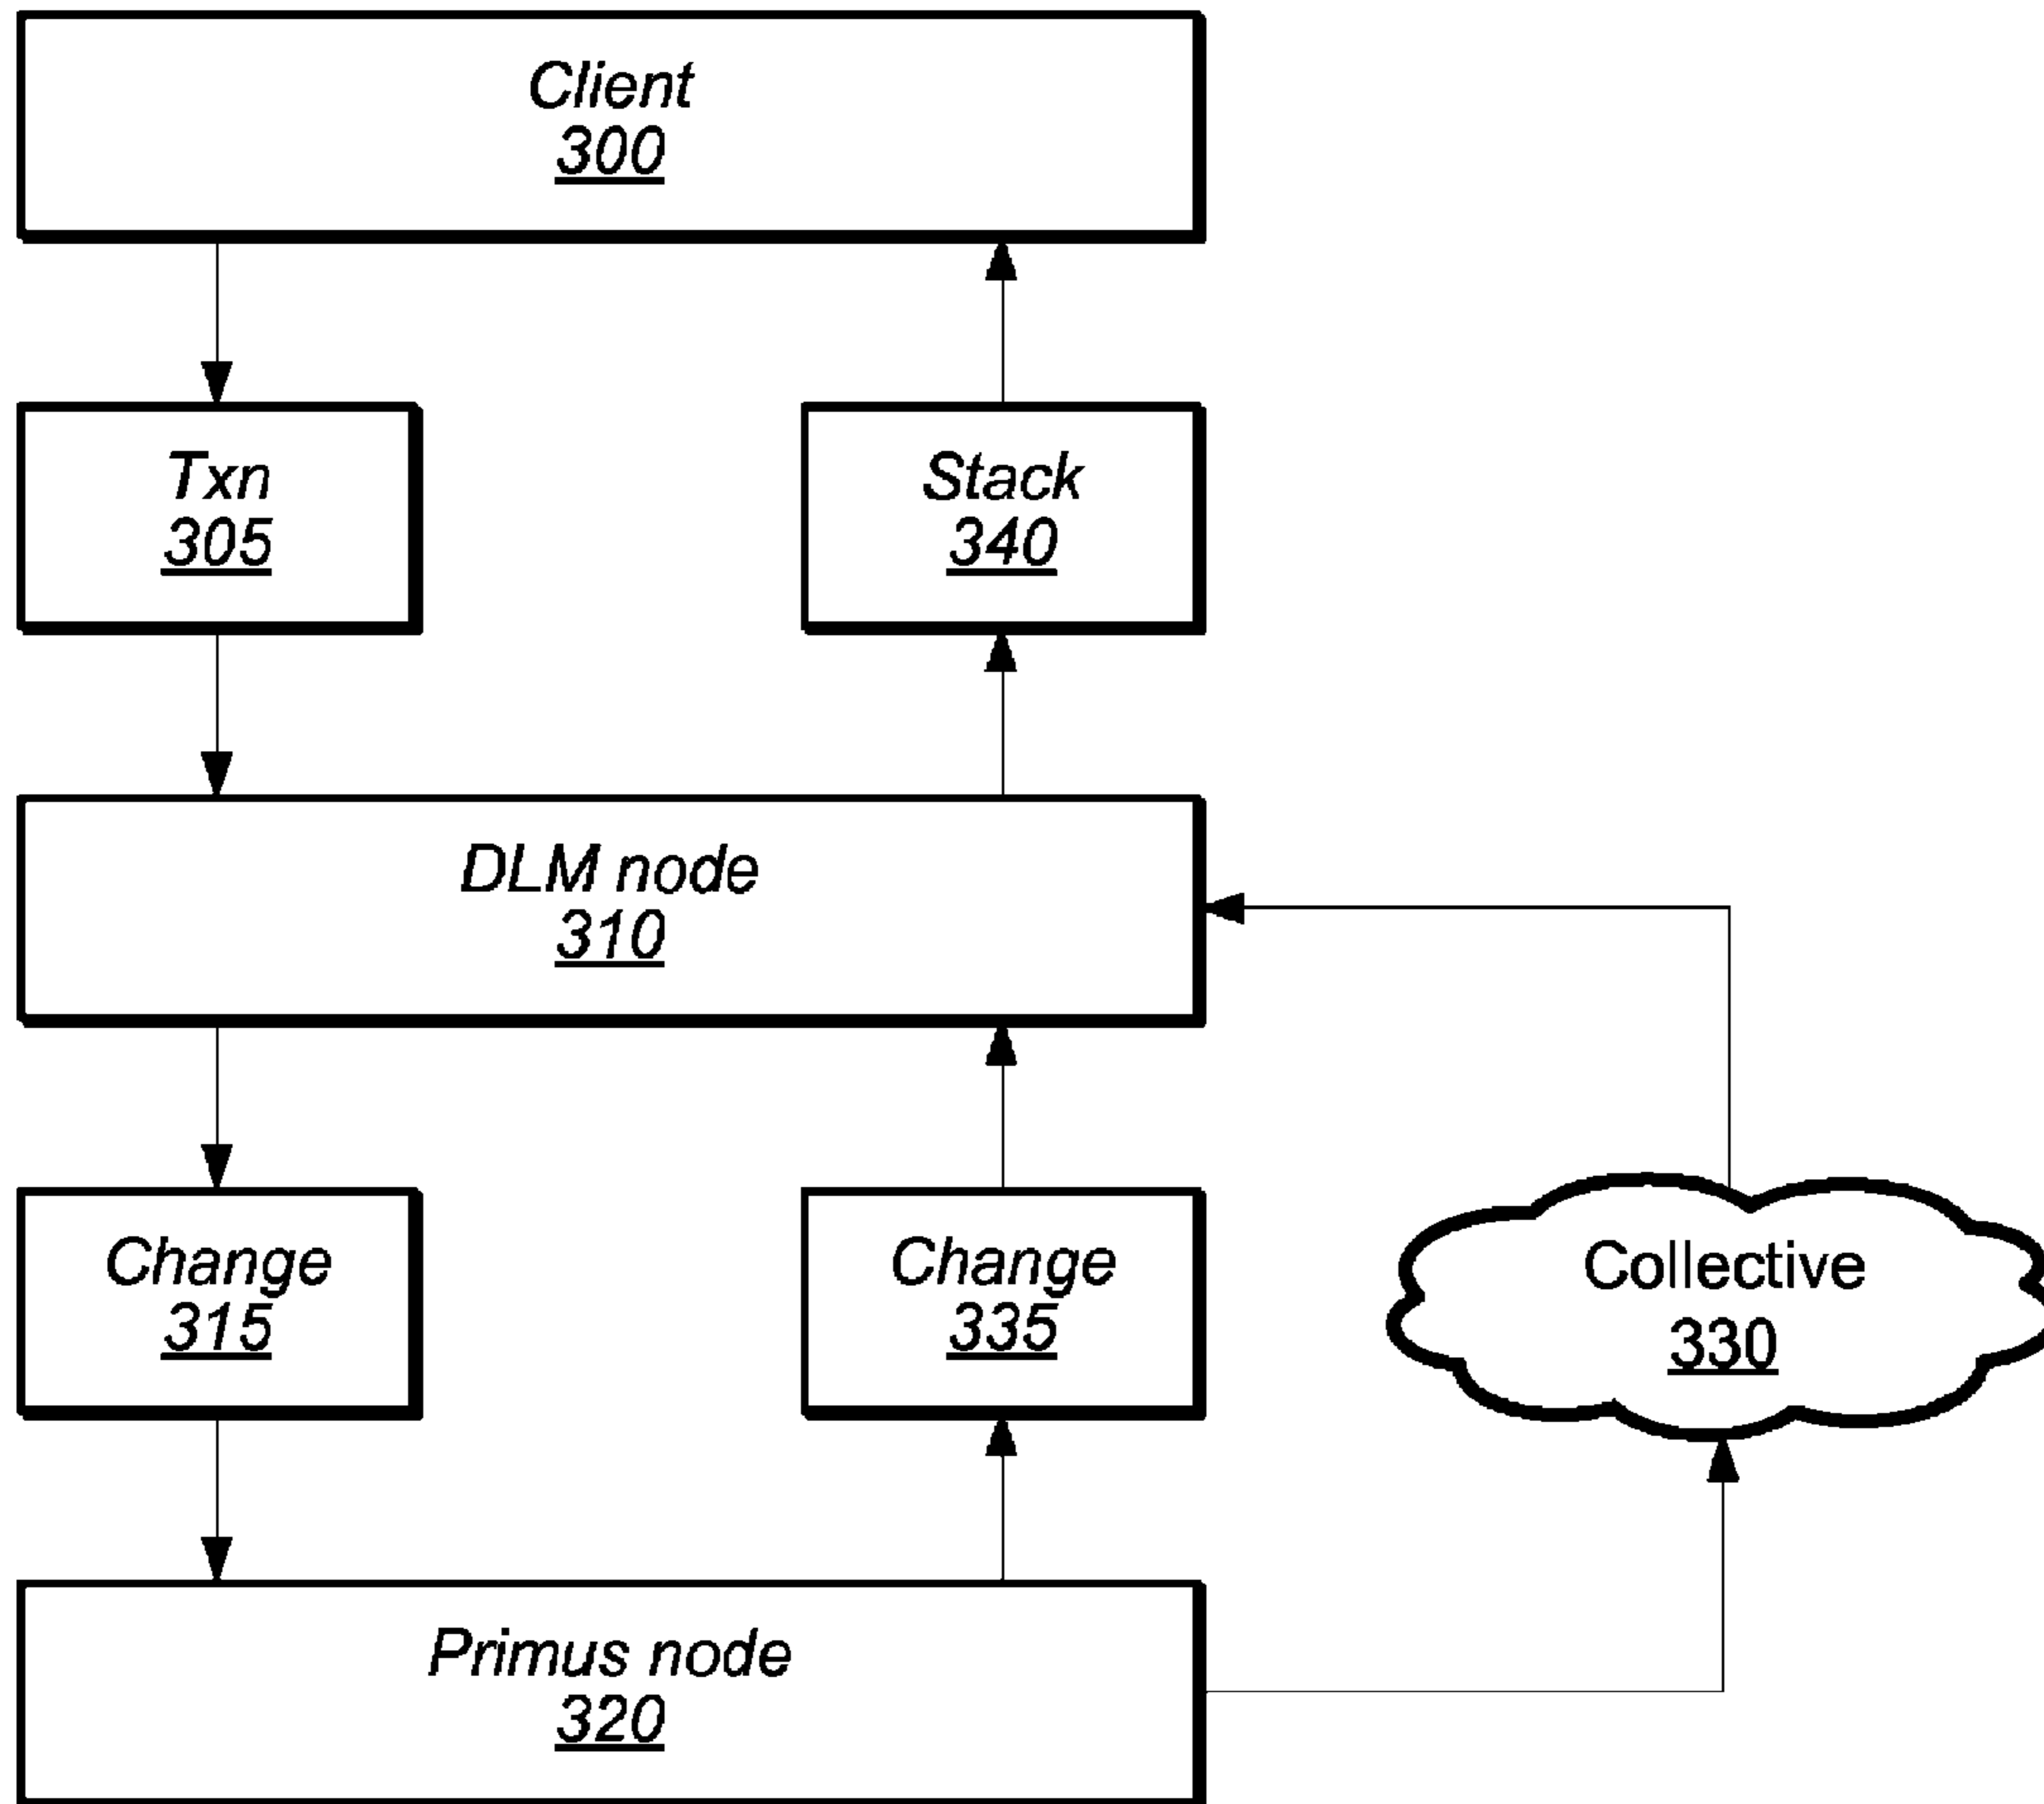 Client
300
Txn
305
Stack
340
DLM node
310
Change
315
Change
335
Collective
330
Primus node
320